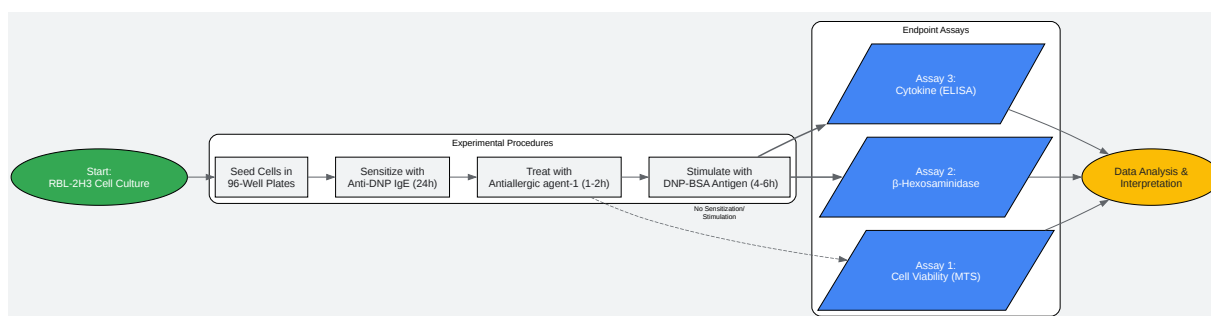 Start:
RBL-2H3 Cell Culture
Experimental Procedures
Seed Cells in
96-Well Plates
Sensitize with
Anti-DNP IgE (24h)
Treat with
Antiallergic agent-1 (1-2h)
Stimulate with
DNP-BSA Antigen (4-6h)
No Sensitization/
Stimulation
Endpoint Assays
Assay 3:
Cytokine (ELISA)
Assay 2:
β-Hexosaminidase
Assay 1:
Cell Viability (MTS)
Data Analysis &
Interpretation